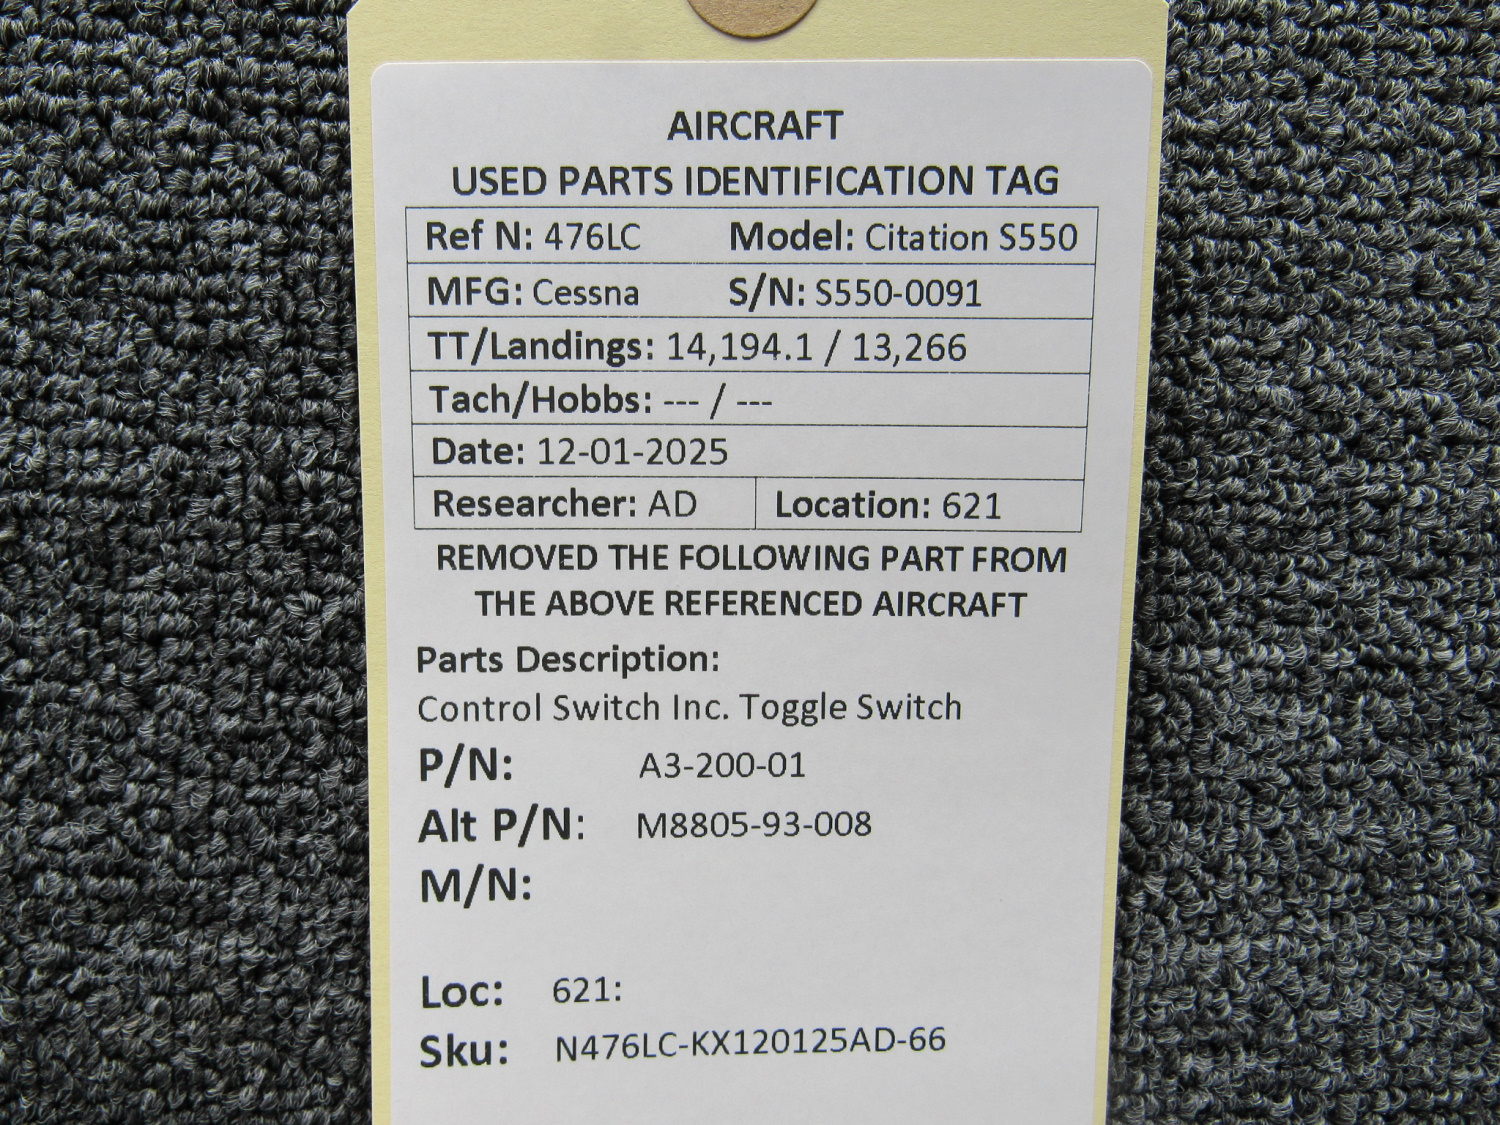 AIRCRAFT
USED PARTS IDENTIFICATION TAG
Ref N: 476LC Model: Citation S550
MFG: Cessna S/N: S550-0091
TT/Landings: 14,194.1 / 13,266
Tach/Hobbs: --- / ---
Date: 12-01-2025
Researcher: AD Location: 621
REMOVED THE FOLLOWING PART FROM
THE ABOVE REFERENCED AIRCRAFT
Parts Description:
Control Switch Inc. Toggle Switch
P/N: A3-200-01
Alt P/N: M8805-93-008
M/N:
Loc: 621:
Sku: N476LC-KX120125AD-66